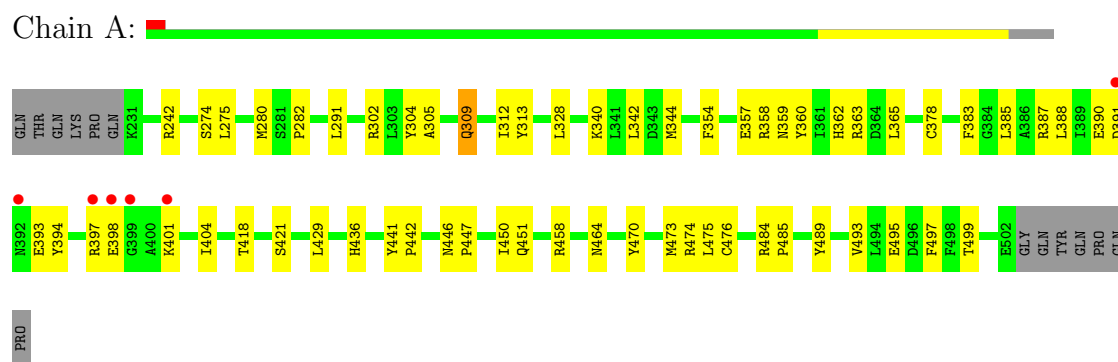 Chain A:
GLN THR GLN LYS PRO GLN K231 R242 S274 L275 M280 S281 P282 L291 R302 L303 Y304 A305 Q309 I312 Y313 L328 K340 L341 L342 D343 M344 F354 E357 R358 N359 Y360 I361 H362 R363 D364 L365 C378 F383 G384 L385 A386 R387 L388 I389 E390 D391
N392 E393 Y394 R397 E398 G399 A400 K401 I404 T418 S421 L429 H436 Y441 P442 N446 P447 I450 Q451 R458 N464 Y470 M473 R474 L475 C476 R484 P485 Y489 V493 L494 E495 D496 F497 F498 T499 E502 GLY GLN TYR GLN PRO GLN
PRO